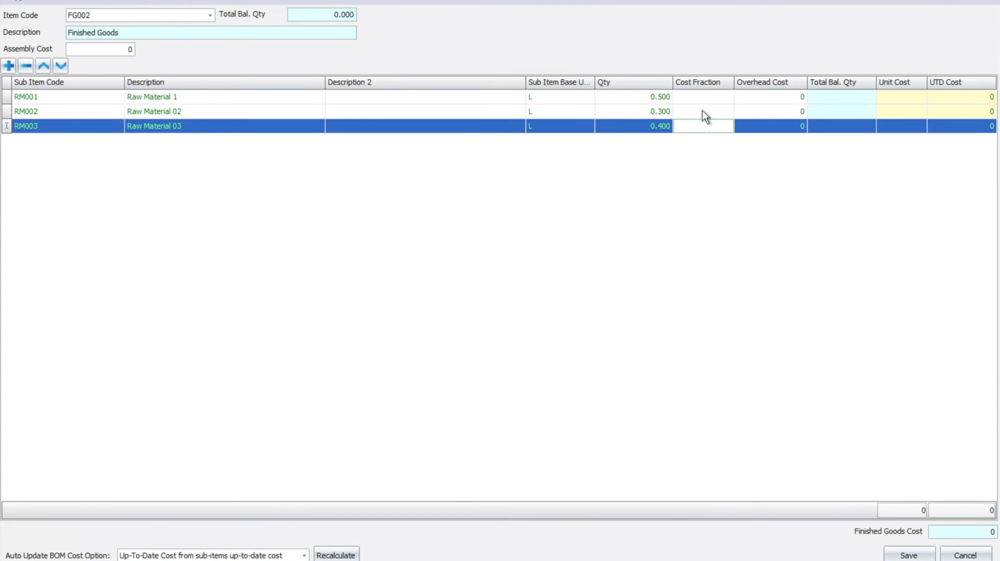 Item Code FG002 Total Bal. Qty 0.000
Description Finished Goods
Assembly Cost 0
Sub Item Code Description Description 2 Sub Item Base U... Qty Cost Fraction Overhead Cost Total Bal. Qty Unit Cost UTD Cost
RM001 Raw Material 1 L 0.500 0 0
RM002 Raw Material 02 L 0.300 0 0
RM003 Raw Material 03 L 0.400 0 0
0 0
Finished Goods Cost 0
Auto Update BOM Cost Option: Up-To-Date Cost from sub-items up-to-date cost Recalculate Save Cancel